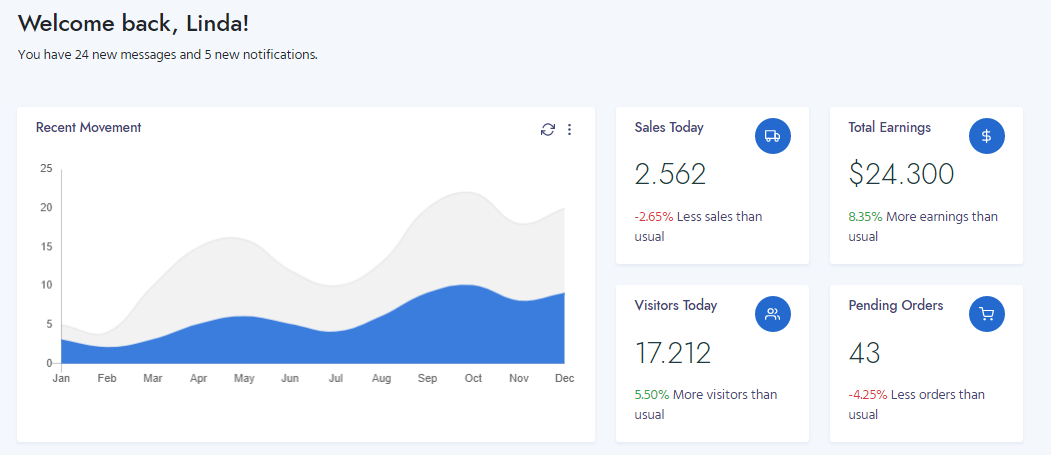 Welcome back, Linda!
You have 24 new messages and 5 new notifications.
Recent Movement
25
20
15
10
5
0
Jan Feb Mar Apr May Jun Jul Aug Sep Oct Nov Dec
Sales Today
2.562
-2.65% Less sales than
usual
Total Earnings
$24.300
8.35% More earnings than
usual
Visitors Today
17.212
5.50% More visitors than
usual
Pending Orders
43
-4.25% Less orders than
usual